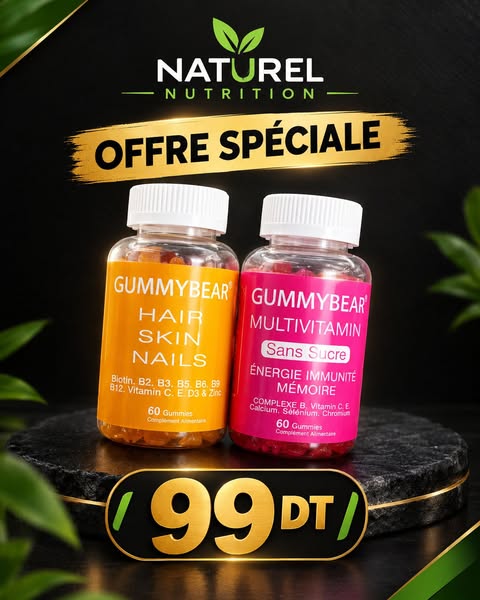 NATUREL
NUTRITION
OFFRE SPÉCIALE
GUMMYBEAR®
HAIR
SKIN
NAILS
Biotin, B2, B3, B5, B6, B9
B12, Vitamin C, E, D3 & Zinc
60 Gummies
Complément Alimentaire
GUMMYBEAR®
MULTIVITAMIN
Sans Sucre
ÉNERGIE IMMUNITÉ
MÉMOIRE
COMPLEXE B, Vitamin C, E,
Calcium, Sélénium, Chromium
60 Gummies
Complément Alimentaire
99 DT